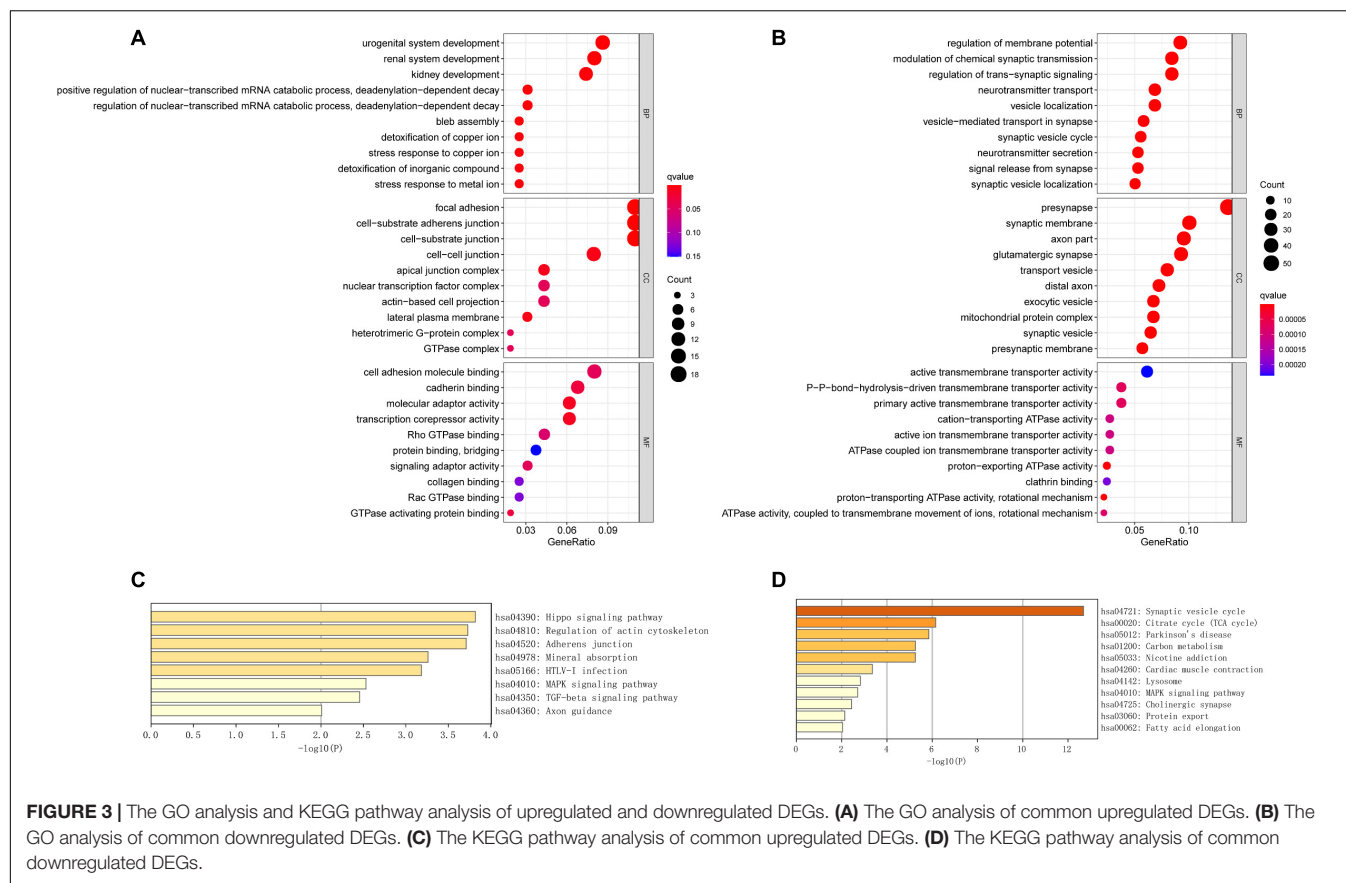 A
urogenital system development
renal system development
kidney development
positive regulation of nuclear-transcribed mRNA catabolic process, deadenylation-dependent decay
regulation of nuclear-transcribed mRNA catabolic process, deadenylation-dependent decay
bleb assembly
detoxification of copper ion
stress response to copper ion
detoxification of inorganic compound
stress response to metal ion
BP
focal adhesion
cell-substrate adherens junction
cell-substrate junction
cell-cell junction
apical junction complex
nuclear transcription factor complex
actin-based cell projection
lateral plasma membrane
heterotrimeric G-protein complex
GTPase complex
CC
cell adhesion molecule binding
cadherin binding
molecular adaptor activity
transcription corepressor activity
Rho GTPase binding
protein binding, bridging
signaling adaptor activity
collagen binding
Rac GTPase binding
GTPase activating protein binding
MF
0.03 0.06 0.09
GeneRatio
qvalue
0.05
0.10
0.15
Count
3
6
9
12
15
18
B
regulation of membrane potential
modulation of chemical synaptic transmission
regulation of trans-synaptic signaling
neurotransmitter transport
vesicle localization
vesicle-mediated transport in synapse
synaptic vesicle cycle
neurotransmitter secretion
signal release from synapse
synaptic vesicle localization
BP
presynapse
synaptic membrane
axon part
glutamatergic synapse
transport vesicle
distal axon
exocytic vesicle
mitochondrial protein complex
synaptic vesicle
presynaptic membrane
CC
active transmembrane transporter activity
P-P-bond-hydrolysis-driven transmembrane transporter activity
primary active transmembrane transporter activity
cation-transporting ATPase activity
active ion transmembrane transporter activity
ATPase coupled ion transmembrane transporter activity
proton-exporting ATPase activity
clathrin binding
proton-transporting ATPase activity, rotational mechanism
ATPase activity, coupled to transmembrane movement of ions, rotational mechanism
MF
0.05 0.10
GeneRatio
Count
10
20
30
40
50
qvalue
0.00005
0.00010
0.00015
0.00020
C
hsa04390: Hippo signaling pathway
hsa04810: Regulation of actin cytoskeleton
hsa04520: Adherens junction
hsa04978: Mineral absorption
hsa05166: HTLV-I infection
hsa04010: MAPK signaling pathway
hsa04350: TGF-beta signaling pathway
hsa04360: Axon guidance
0.0 0.5 1.0 1.5 2.0 2.5 3.0 3.5 4.0
-log10(P)
D
hsa04721: Synaptic vesicle cycle
hsa00020: Citrate cycle (TCA cycle)
hsa05012: Parkinson's disease
hsa01200: Carbon metabolism
hsa05033: Nicotine addiction
hsa04260: Cardiac muscle contraction
hsa04142: Lysosome
hsa04010: MAPK signaling pathway
hsa04725: Cholinergic synapse
hsa03060: Protein export
hsa00062: Fatty acid elongation
0 2 4 6 8 10 12
-log10(P)
FIGURE 3 | The GO analysis and KEGG pathway analysis of upregulated and downregulated DEGs. (A) The GO analysis of common upregulated DEGs. (B) The
GO analysis of common downregulated DEGs. (C) The KEGG pathway analysis of common upregulated DEGs. (D) The KEGG pathway analysis of common
downregulated DEGs.